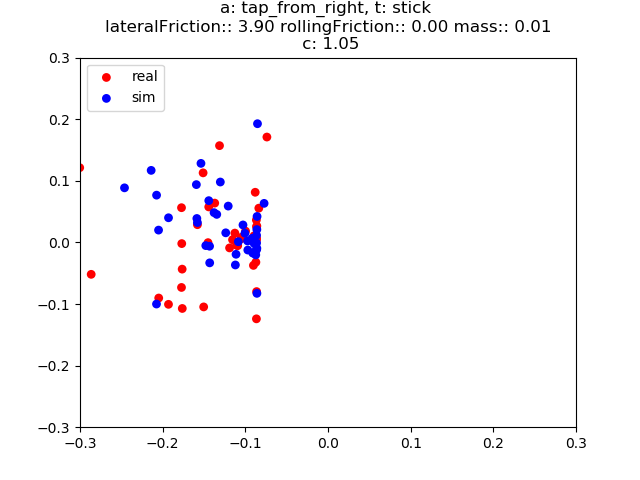 a: tap_from_right, t: stick
lateralFriction:: 3.90 rollingFriction:: 0.00 mass:: 0.01
c: 1.05
real
sim
0.3
0.2
0.1
0.0
−0.1
−0.2
−0.3
−0.3 −0.2 −0.1 0.0 0.1 0.2 0.3